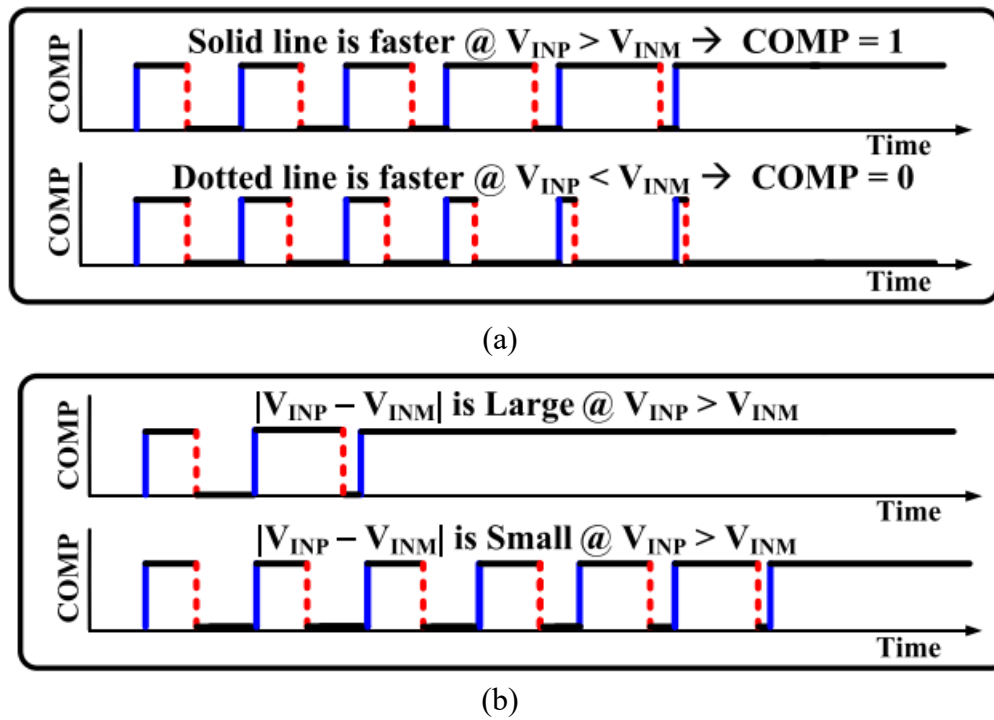 Solid line is faster @ VINP > VINM → COMP = 1
COMP
Time
Dotted line is faster @ VINP < VINM → COMP = 0
COMP
Time
(a)
|VINP – VINM| is Large @ VINP > VINM
COMP
Time
|VINP – VINM| is Small @ VINP > VINM
COMP
Time
(b)